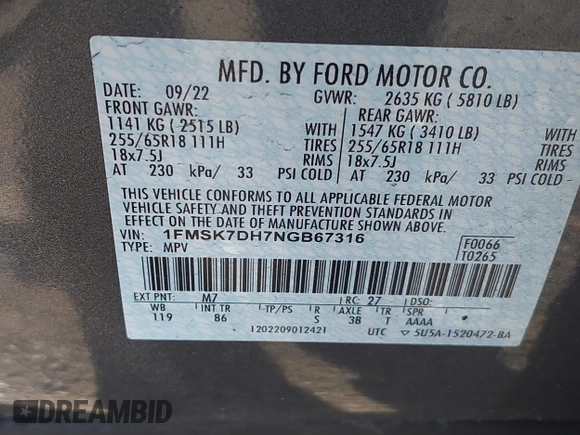 MFD. BY FORD MOTOR CO.
DATE: 09/22 GVWR: 2635 KG ( 5810 LB)
FRONT GAWR: REAR GAWR:
1141 KG ( 2515 LB) WITH 1547 KG ( 3410 LB) WITH
255/65R18 111H TIRES 255/65R18 111H TIRES
18x7.5J RIMS 18x7.5J RIMS
AT 230 kPa/ 33 PSI COLD AT 230 kPa/ 33 PSI COLD
THIS VEHICLE CONFORMS TO ALL APPLICABLE FEDERAL MOTOR
VEHICLE SAFETY AND THEFT PREVENTION STANDARDS IN
EFFECT ON THE DATE OF MANUFACTURE SHOWN ABOVE.
VIN: 1FMSK7DH7NGB67316 F0066
TYPE: MPV T0265
EXT PNT: M7 RC: 27 DSO:
WB INT TR TP/PS R AXLE TR SPR
119 86 S 3B T AAAA
I202209012421 UTC ▽ 5U5A-1520472-BA
DREAMBID